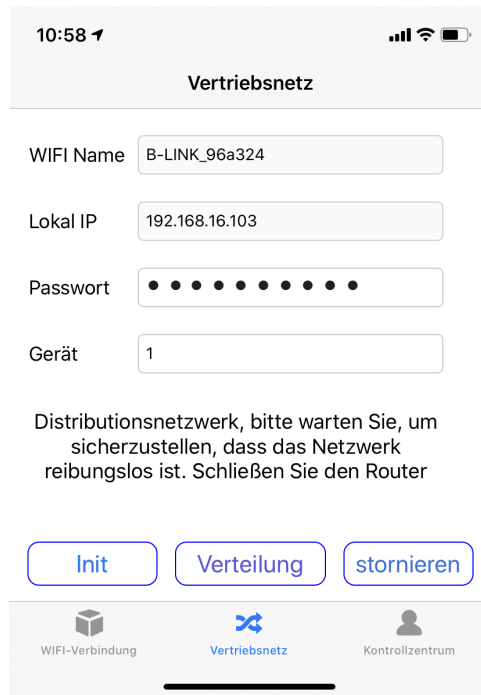 10:58
Vertriebsnetz
WIFI Name B-LINK_96a324
Lokal IP 192.168.16.103
Passwort ● ● ● ● ● ● ● ● ● ●
Gerät 1
Distributionsnetzwerk, bitte warten Sie, um
sicherzustellen, dass das Netzwerk
reibungslos ist. Schließen Sie den Router
Init Verteilung stornieren
WIFI-Verbindung Vertriebsnetz Kontrollzentrum